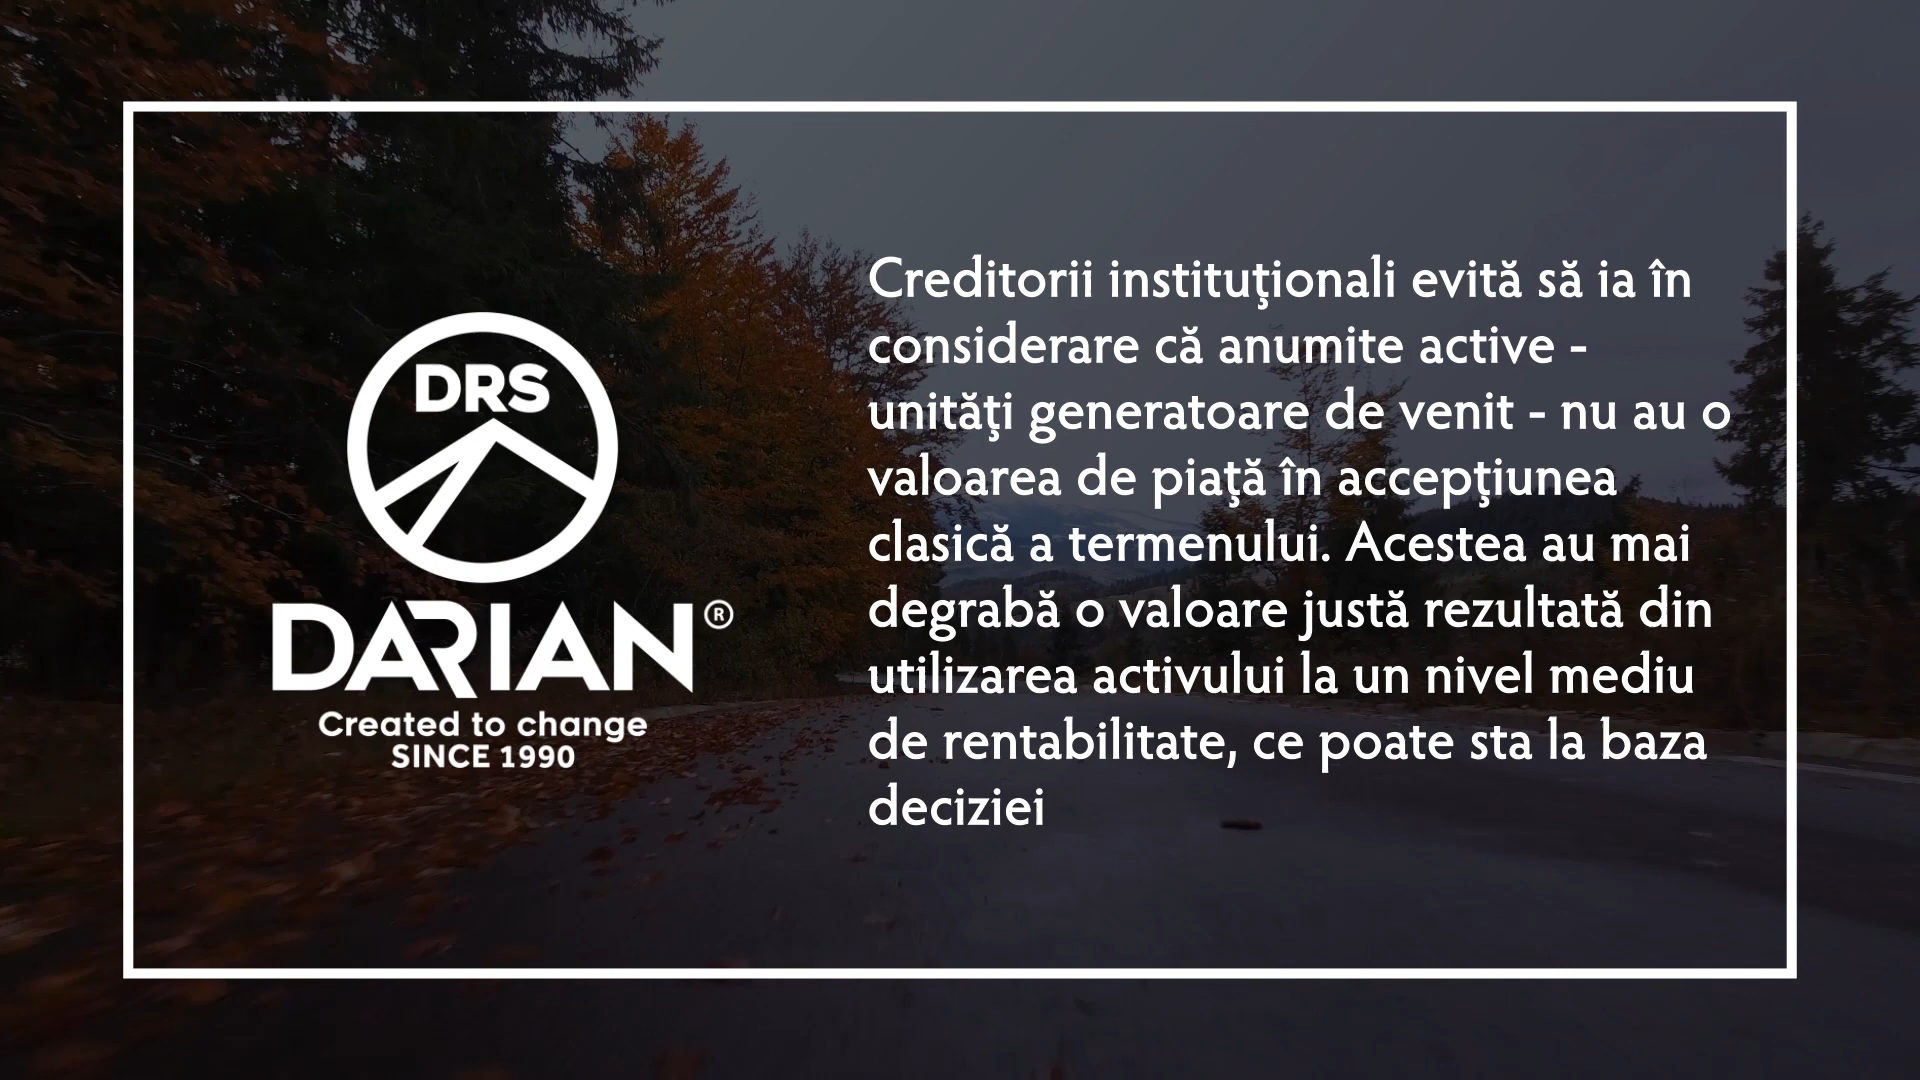 DRS
DARIAN®
Created to change
SINCE 1990
Creditorii instituţionali evită să ia în
considerare că anumite active -
unităţi generatoare de venit - nu au o
valoarea de piaţă în accepţiunea
clasică a termenului. Acestea au mai
degrabă o valoare justă rezultată din
utilizarea activului la un nivel mediu
de rentabilitate, ce poate sta la baza
deciziei